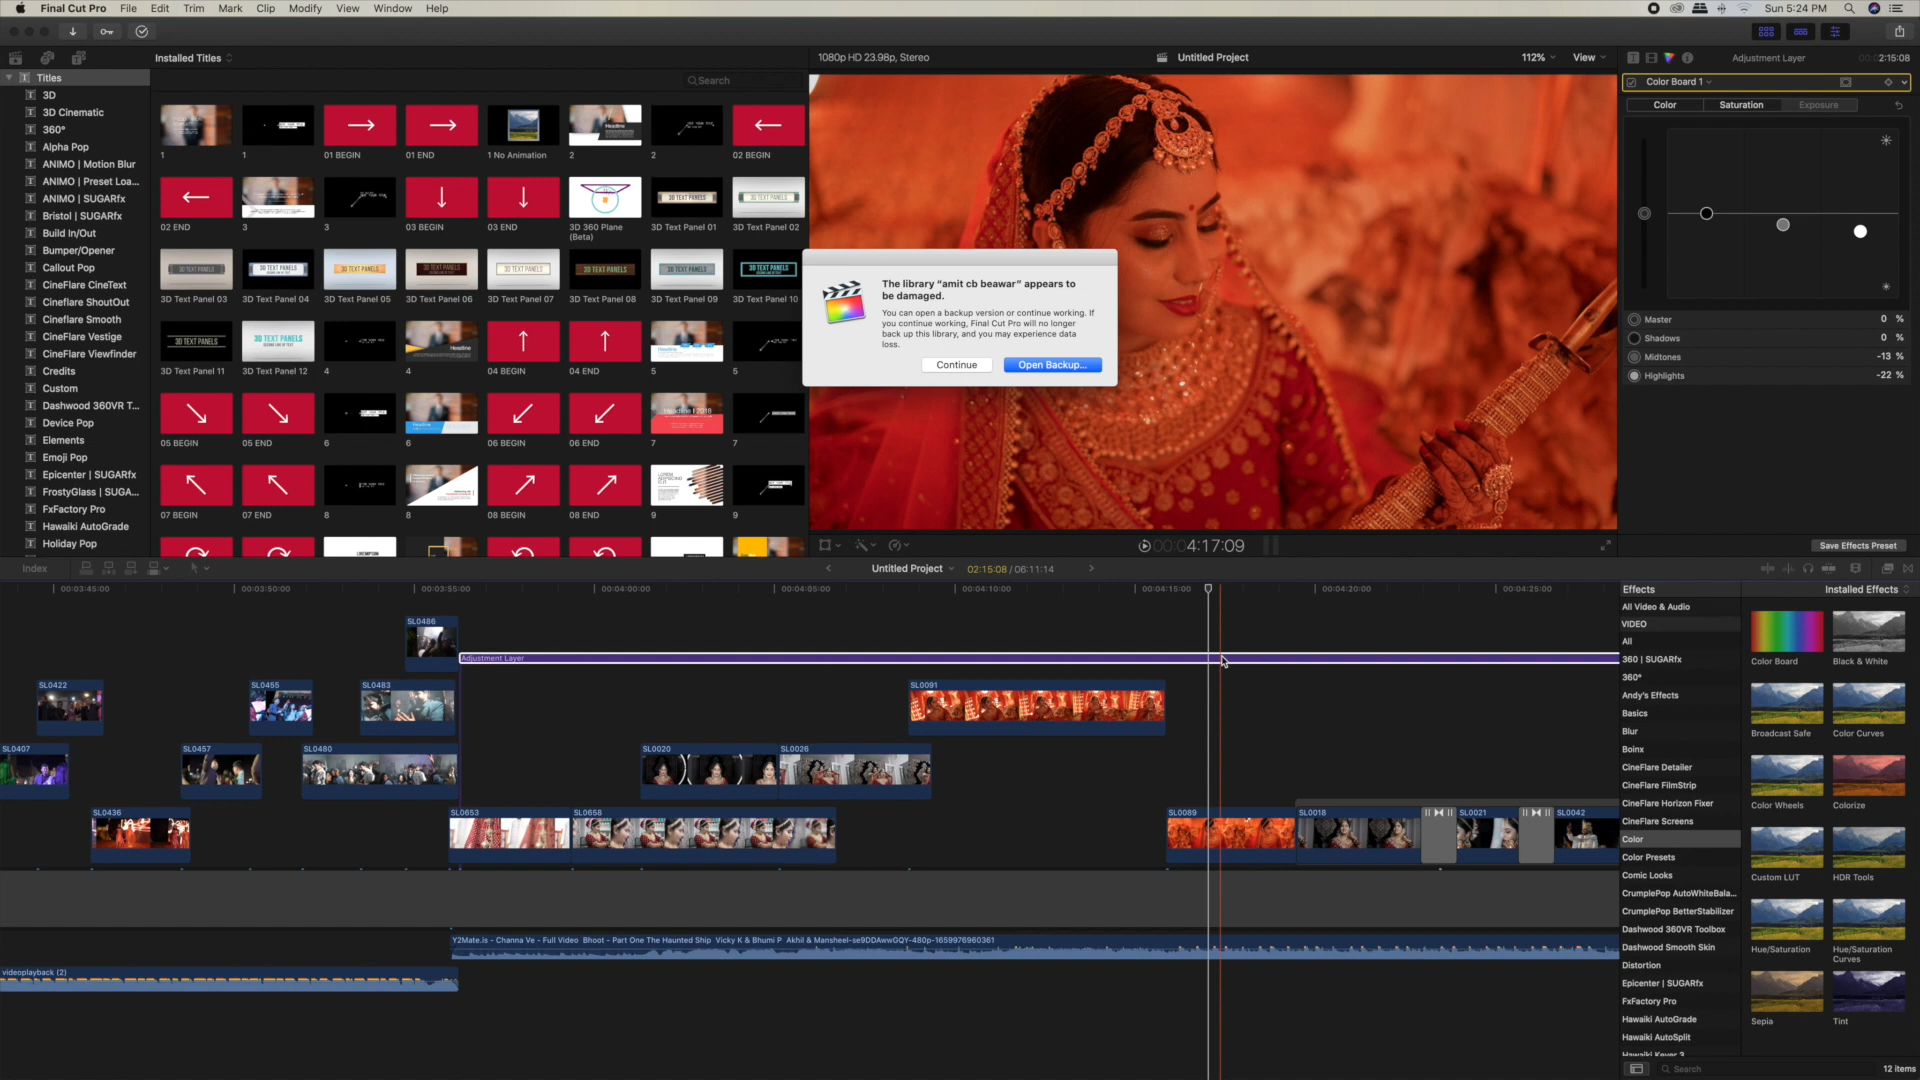 Final Cut Pro File Edit Trim Mark Clip Modify View Window Help
Sun 5:24 PM
Installed Titles
Search
1080p HD 23.98p, Stereo
Untitled Project
112%
View
Adjustment Layer
2:15:08
Titles
3D
3D Cinematic
360°
Alpha Pop
ANIMO | Motion Blur
ANIMO | Preset Loa...
ANIMO | SUGARfx
Bristol | SUGARfx
Build In/Out
Bumper/Opener
Callout Pop
CineFlare CineText
Cineflare ShoutOut
Cineflare Smooth
CineFlare Vestige
CineFlare Viewfinder
Credits
Custom
Dashwood 360VR T...
Device Pop
Elements
Emoji Pop
Epicenter | SUGARfx
FrostyGlass | SUGA...
FxFactory Pro
Hawaiki AutoGrade
Holiday Pop
1 1 01 BEGIN 01 END 1 No Animation 2 2 02 BEGIN
02 END 3 3 03 BEGIN 03 END 3D 360 Plane (Beta) 3D Text Panel 01 3D Text Panel 02
3D Text Panel 03 3D Text Panel 04 3D Text Panel 05 3D Text Panel 06 3D Text Panel 07 3D Text Panel 08 3D Text Panel 09 3D Text Panel 10
3D Text Panel 11 3D Text Panel 12 4 4 04 BEGIN 04 END 5 5
05 BEGIN 05 END 6 6 06 BEGIN 06 END 7 7
07 BEGIN 07 END 8 8 08 BEGIN 08 END 9 9
The library “amit cb beawar” appears to
be damaged.
You can open a backup version or continue working. If
you continue working, Final Cut Pro will no longer
back up this library, and you may experience data
loss.
Continue
Open Backup...
Color Board 1
Color Saturation Exposure
Master 0 %
Shadows 0 %
Midtones -13 %
Highlights -22 %
Save Effects Preset
4:17:09
Index
Untitled Project
02:15:08 / 06:11:14
00:03:45:00 00:03:50:00 00:03:55:00 00:04:00:00 00:04:05:00 00:04:10:00 00:04:15:00 00:04:20:00 00:04:25:00
SL0486
Adjustment Layer
SL0422 SL0455 SL0483 SL0091
SL0407 SL0457 SL0480 SL0020 SL0026
SL0436 SL0653 SL0658 SL0089 SL0018 SL0021 SL0042
Y2Mate.is - Channa Ve - Full Video Bhoot - Part One The Haunted Ship Vicky K & Bhumi P Akhil & Mansheel-se9DDAwwGQY-480p-1659976960361
videoplayback (2)
Effects
Installed Effects
All Video & Audio
VIDEO
All
360 | SUGARfx
360°
Andy's Effects
Basics
Blur
Boinx
CineFlare Detailer
CineFlare FilmStrip
CineFlare Horizon Fixer
CineFlare Screens
Color
Color Presets
Comic Looks
CrumplePop AutoWhiteBala...
CrumplePop BetterStabilizer
Dashwood 360VR Toolbox
Dashwood Smooth Skin
Distortion
Epicenter | SUGARfx
FxFactory Pro
Hawaiki AutoGrade
Hawaiki AutoSplit
Hawaiki Keyer 3
Color Board
Black & White
Broadcast Safe
Color Curves
Color Wheels
Colorize
Custom LUT
HDR Tools
Hue/Saturation
Hue/Saturation Curves
Sepia
Tint
Search
12 items